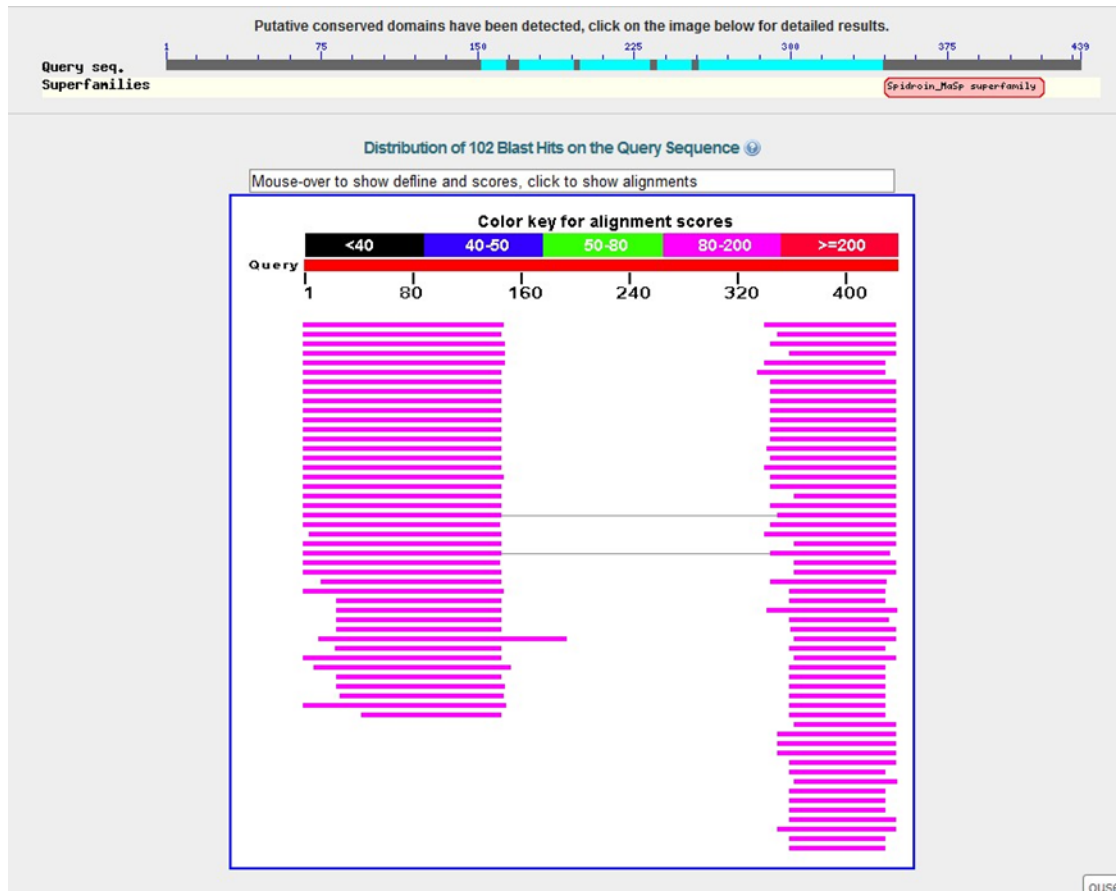 Putative conserved domains have been detected, click on the image below for detailed results.
1 75 150 225 300 375 439
Query seq.
Superfamilies Spidroin_MaSp superfamily
Distribution of 102 Blast Hits on the Query Sequence
Mouse-over to show defline and scores, click to show alignments
Color key for alignment scores
<40 40-50 50-80 80-200 >=200
Query
1 80 160 240 320 400